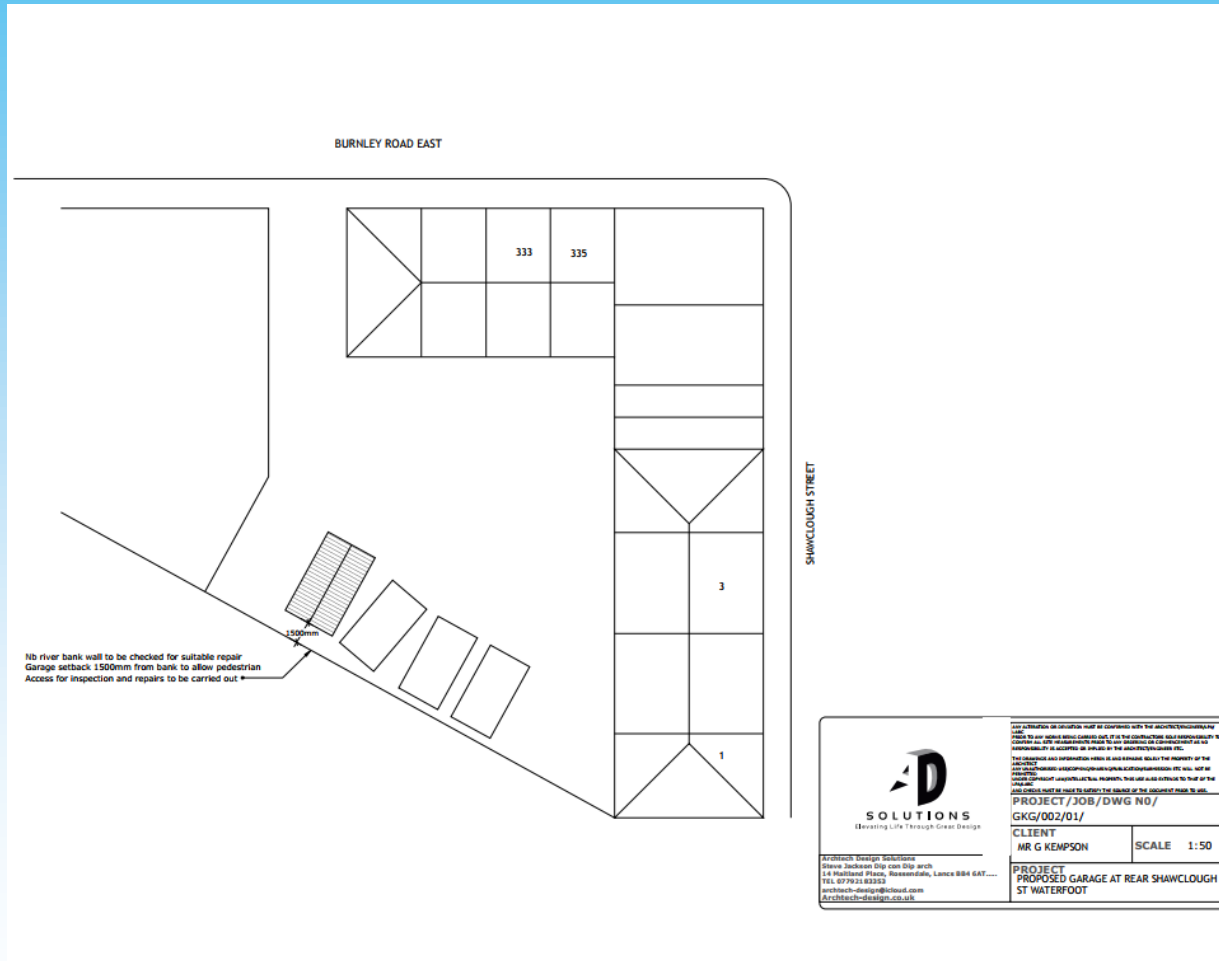 BURNLEY ROAD EAST
333
335
SHAWCLOUGH STREET
3
1500mm
Nb river bank wall to be checked for suitable repair
Garage setback 1500mm from bank to allow pedestrian
Access for inspection and repairs to be carried out
1
AD
SOLUTIONS
Elevating Life Through Great Design
Archtech Design Solutions
Steve Jackson Dip con Dip arch
14 Maitland Place, Rossendale, Lancs BB4 6AT.....
TEL 07792183353
archtech-design@icloud.com
Archtech-design.co.uk
PROJECT/JOB/DWG N0/
GKG/002/01/
CLIENT
MR G KEMPSON
SCALE 1:50
PROJECT
PROPOSED GARAGE AT REAR SHAWCLOUGH
ST WATERFOOT